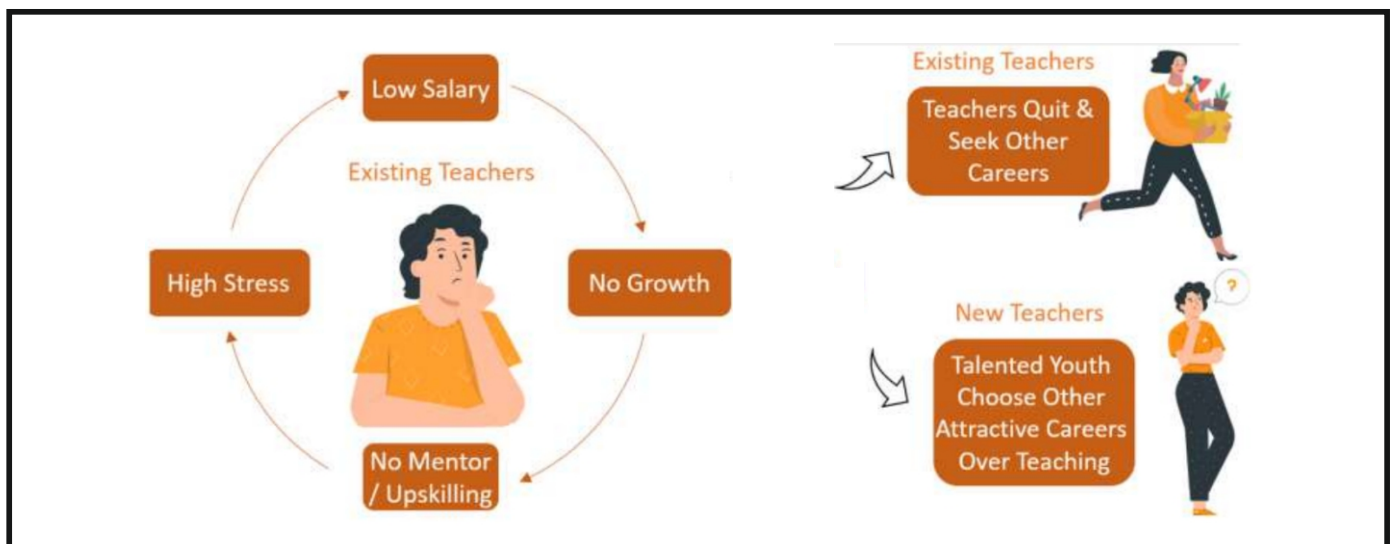 Low Salary
Existing Teachers
High Stress
No Growth
No Mentor
/ Upskilling
Existing Teachers
Teachers Quit &
Seek Other
Careers
?
New Teachers
Talented Youth
Choose Other
Attractive Careers
Over Teaching